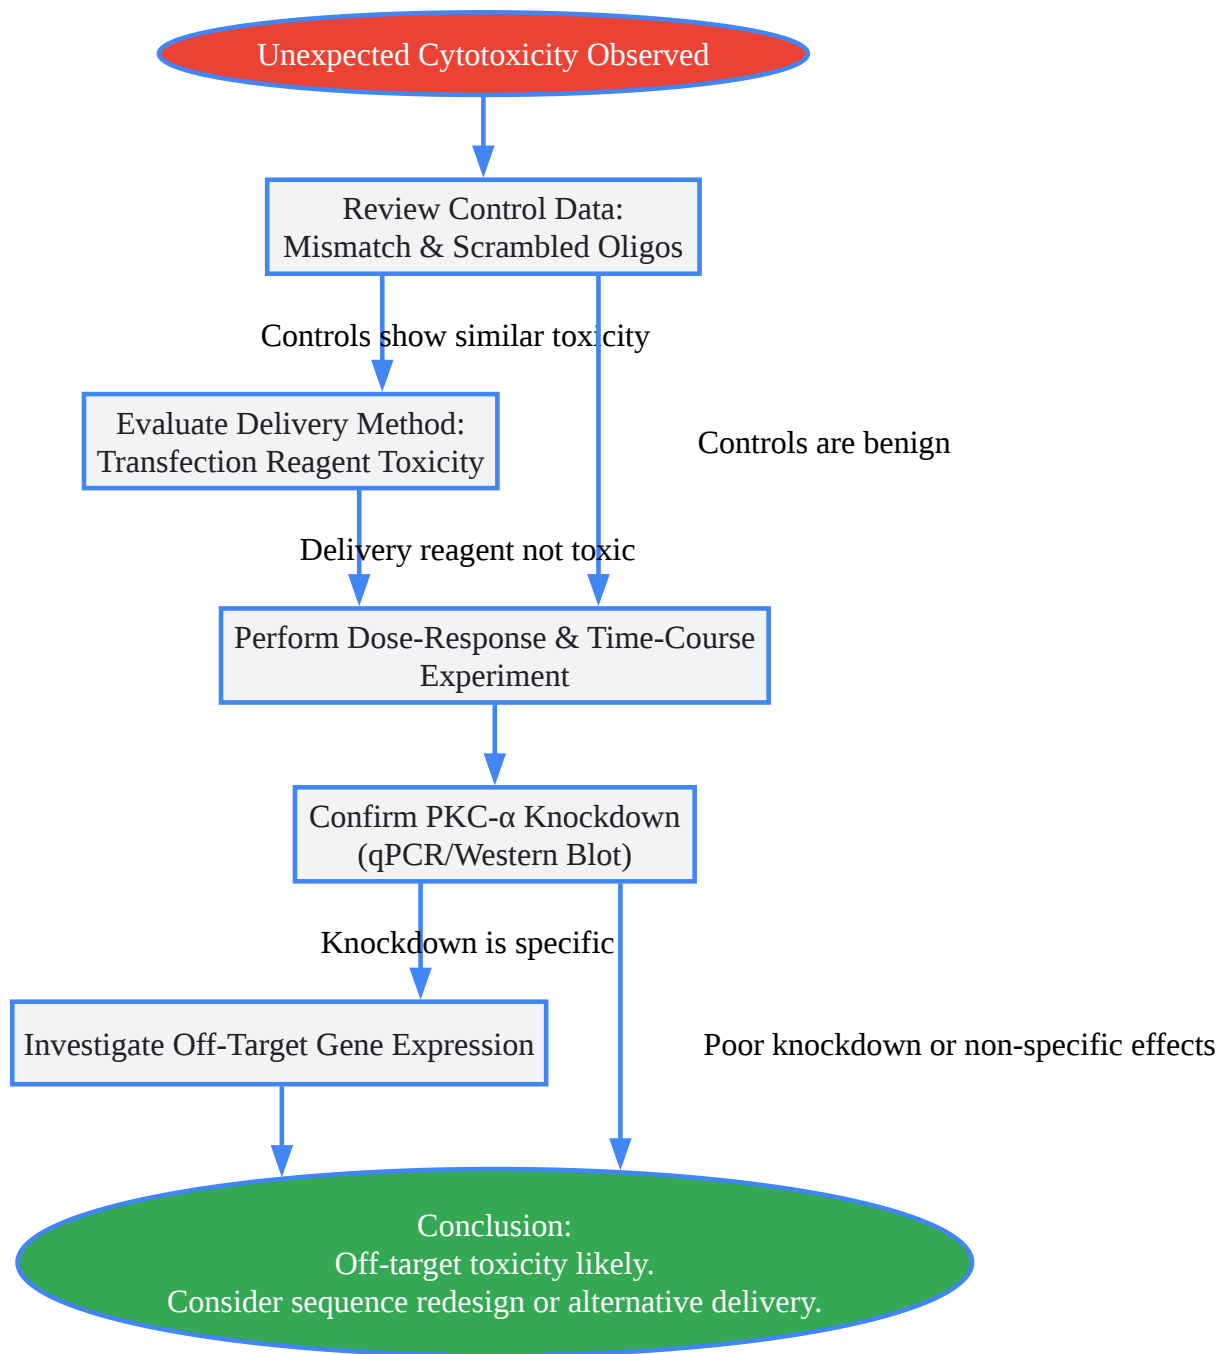 Unexpected Cytotoxicity Observed
Review Control Data:
Mismatch & Scrambled Oligos
Controls show similar toxicity
Evaluate Delivery Method:
Transfection Reagent Toxicity
Controls are benign
Delivery reagent not toxic
Perform Dose-Response & Time-Course
Experiment
Confirm PKC-α Knockdown
(qPCR/Western Blot)
Knockdown is specific
Investigate Off-Target Gene Expression
Poor knockdown or non-specific effects
Conclusion:
Off-target toxicity likely.
Consider sequence redesign or alternative delivery.